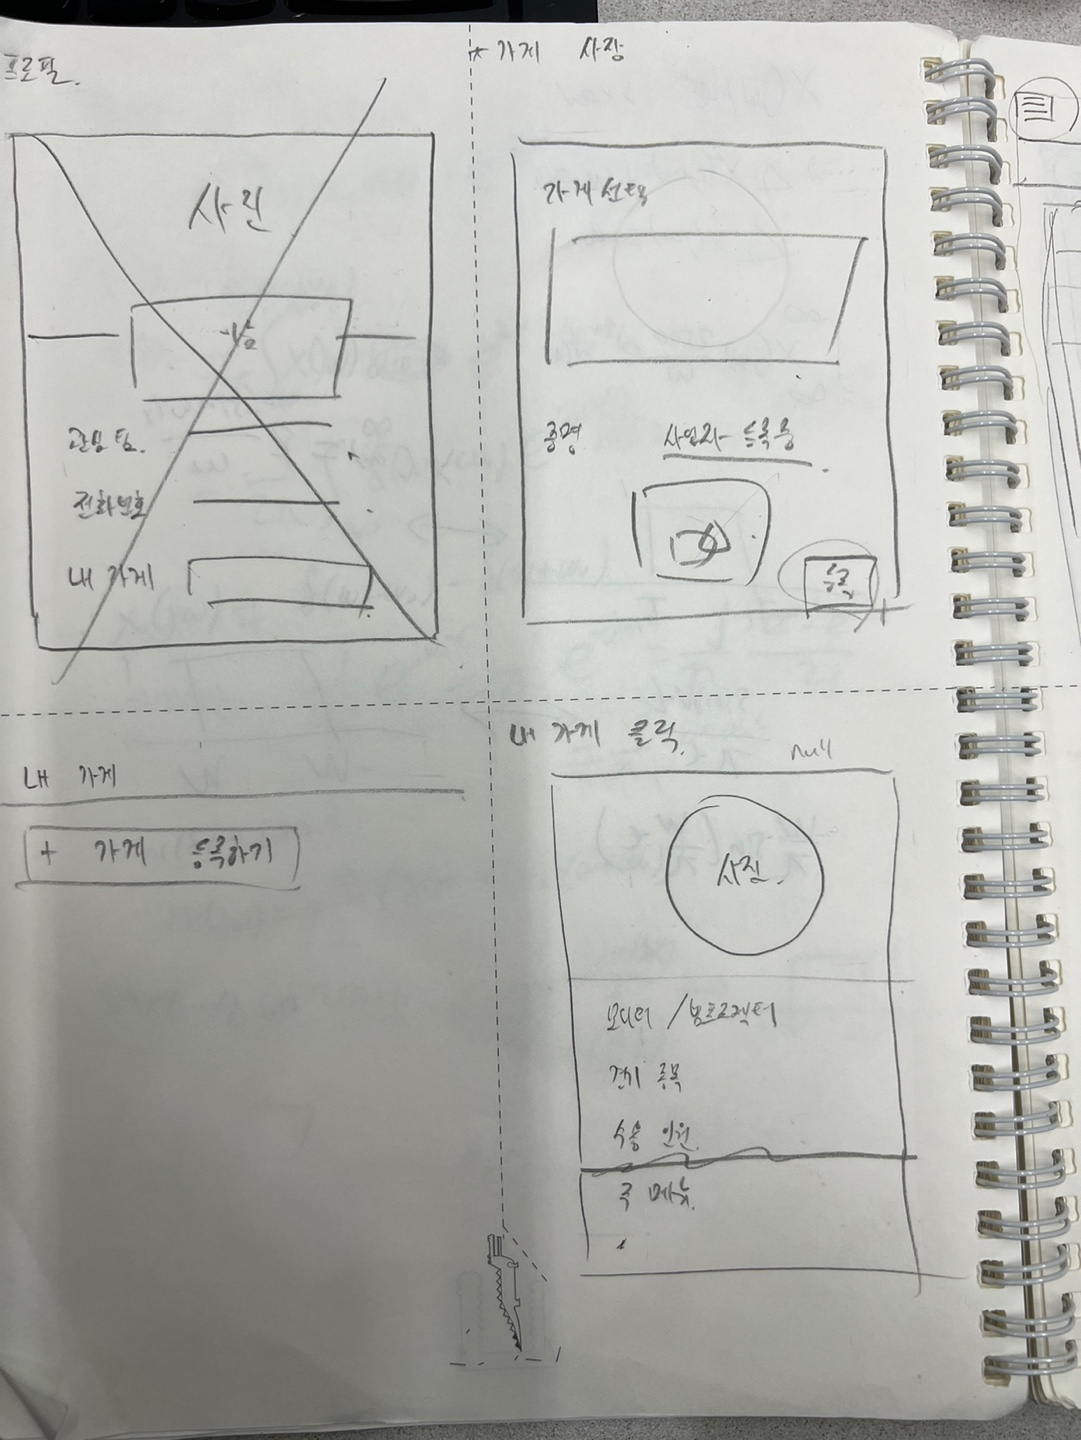 프로필.
사진
관심 팀.
전화번호
내 가게
* 가게 사장
가게 선택
증명 사업자 등록증
등록
내 가게
+ 가게 등록하기
내 가게 클릭.
null
사진.
모니터 / 빔프로젝터
경기 종목
수용 인원
주 메뉴.